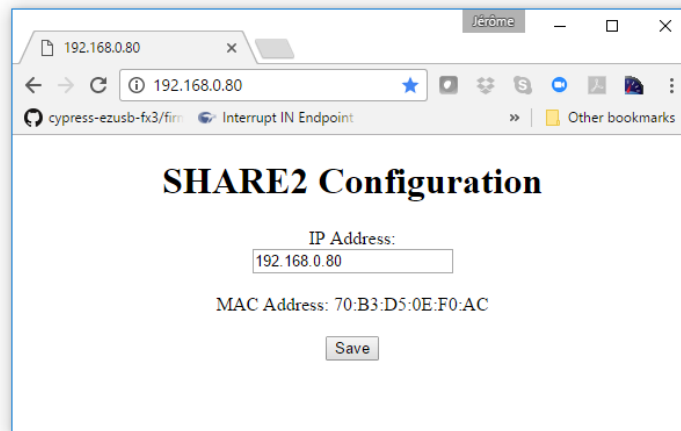 Jérôme
192.168.0.80
192.168.0.80
cypress-ezusb-fx3/firm Interrupt IN Endpoint » Other bookmarks
SHARE2 Configuration
IP Address:
192.168.0.80
MAC Address: 70:B3:D5:0E:F0:AC
Save